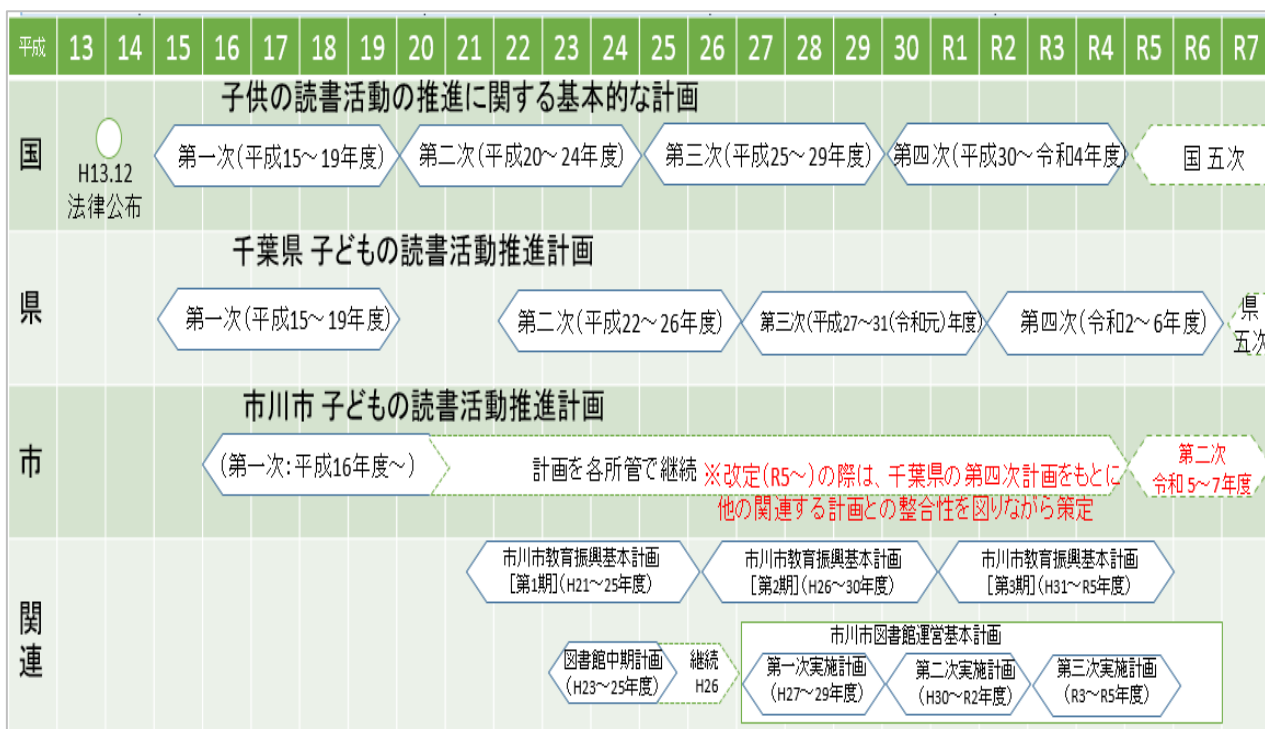 平成 13 14 15 16 17 18 19 20 21 22 23 24 25 26 27 28 29 30 R1 R2 R3 R4 R5 R6 R7
国
子供の読書活動の推進に関する基本的な計画
H13.12
法律公布
第一次(平成15～19年度)
第二次(平成20～24年度)
第三次(平成25～29年度)
第四次(平成30～令和4年度)
国 五次
県
千葉県 子どもの読書活動推進計画
第一次(平成15～19年度)
第二次(平成22～26年度)
第三次(平成27～31(令和元)年度)
第四次(令和2～6年度)
県
五次
市
市川市 子どもの読書活動推進計画
(第一次:平成16年度～)
計画を各所管で継続
※改定(R5～)の際は、千葉県の第四次計画をもとに
他の関連する計画との整合性を図りながら策定
第二次
令和5～7年度
関連
市川市教育振興基本計画
[第1期](H21～25年度)
市川市教育振興基本計画
[第2期](H26～30年度)
市川市教育振興基本計画
[第3期](H31～R5年度)
図書館中期計画
(H23～25年度)
継続
H26
市川市図書館運営基本計画
第一次実施計画
(H27～29年度)
第二次実施計画
(H30～R2年度)
第三次実施計画
(R3～R5年度)